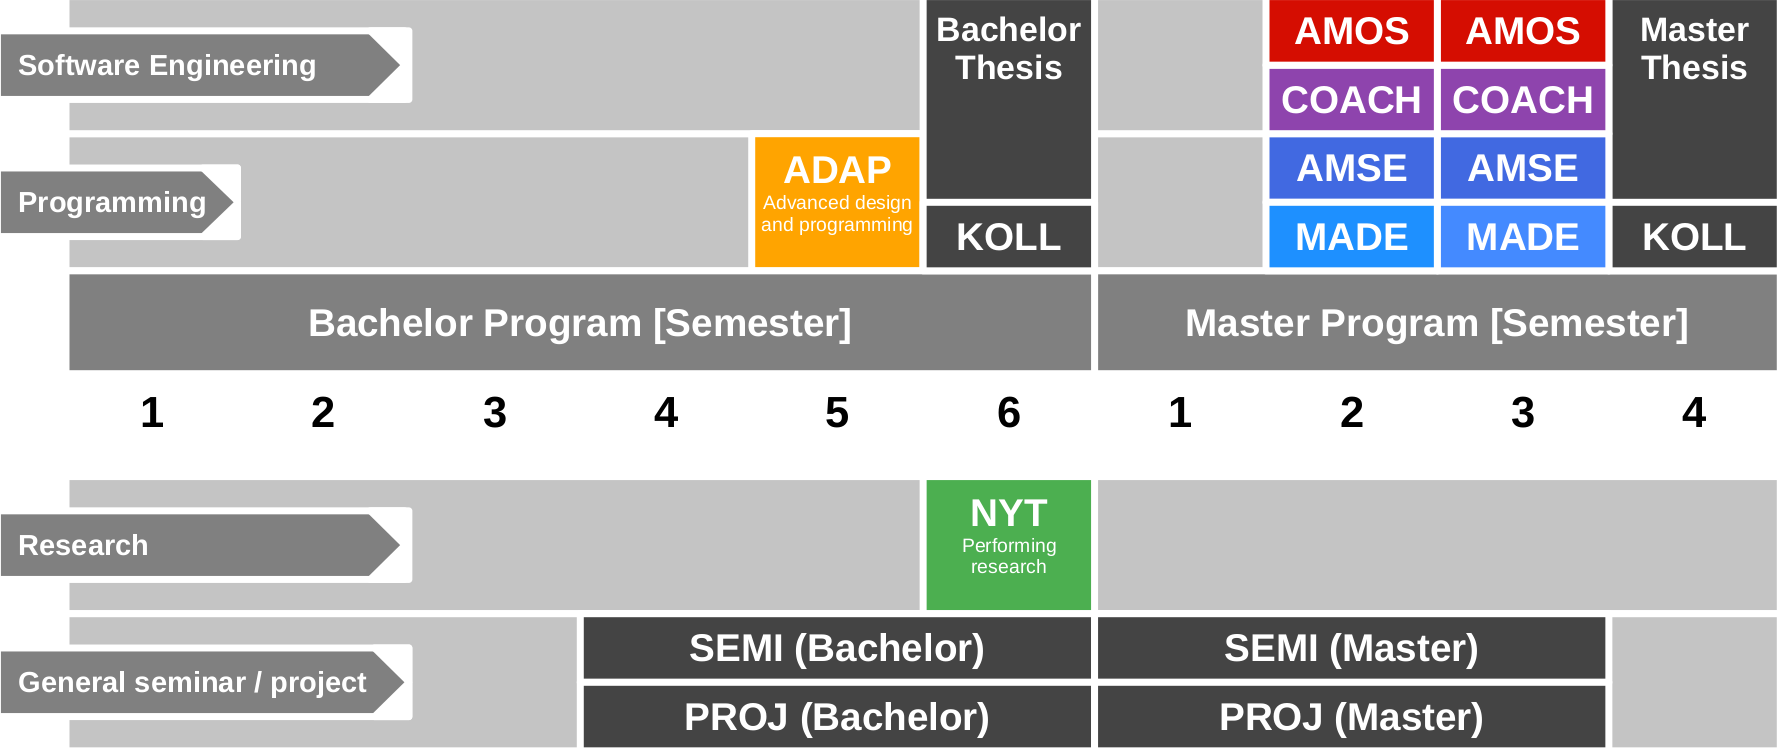 Software Engineering
Bachelor
Thesis
AMOS
AMOS
Master
Thesis
COACH
COACH
Programming
ADAP
Advanced design
and programming
AMSE
AMSE
KOLL
MADE
MADE
KOLL
Bachelor Program [Semester]
Master Program [Semester]
1 2 3 4 5 6 1 2 3 4
Research
NYT
Performing
research
General seminar / project
SEMI (Bachelor)
SEMI (Master)
PROJ (Bachelor)
PROJ (Master)